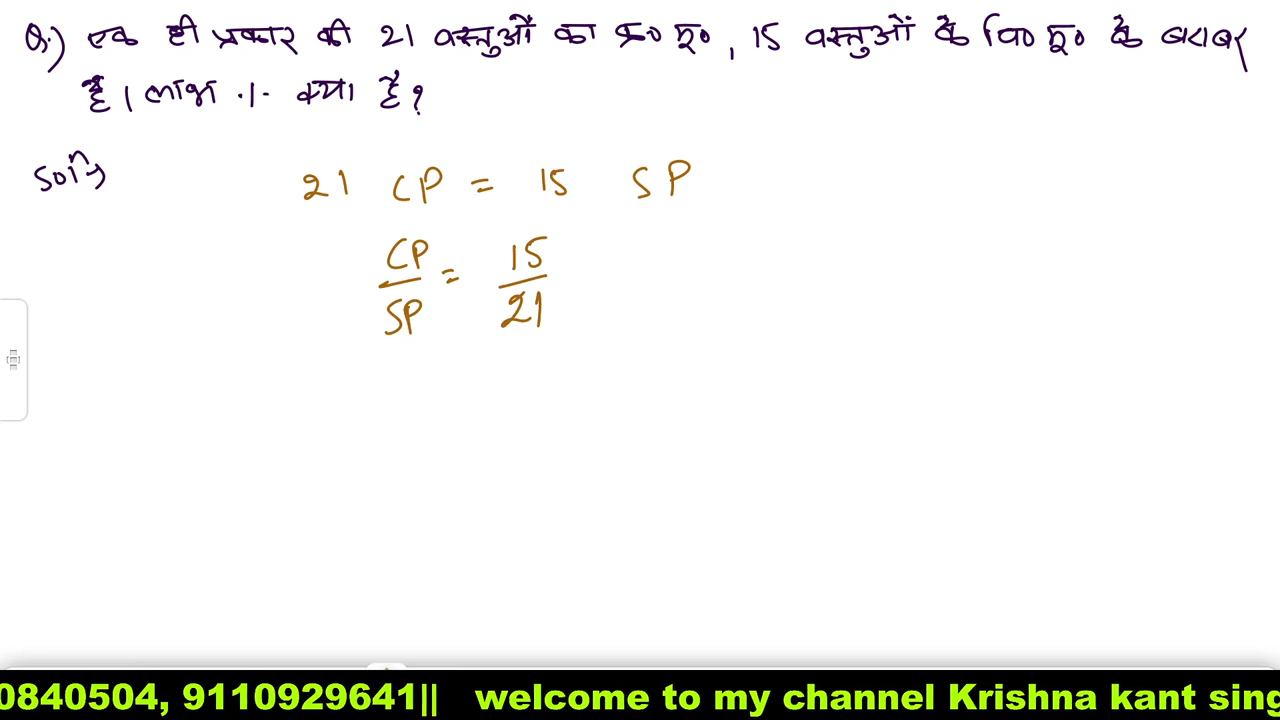 Q.) एक ही प्रकार की 21 वस्तुओं का क्र० मू०, 15 वस्तुओं के वि० मू० के बराबर
है। लाभ % क्या है?
Solⁿ→
21 CP = 15 SP
CP/SP = 15/21
0840504, 9110929641|| welcome to my channel Krishna kant sing